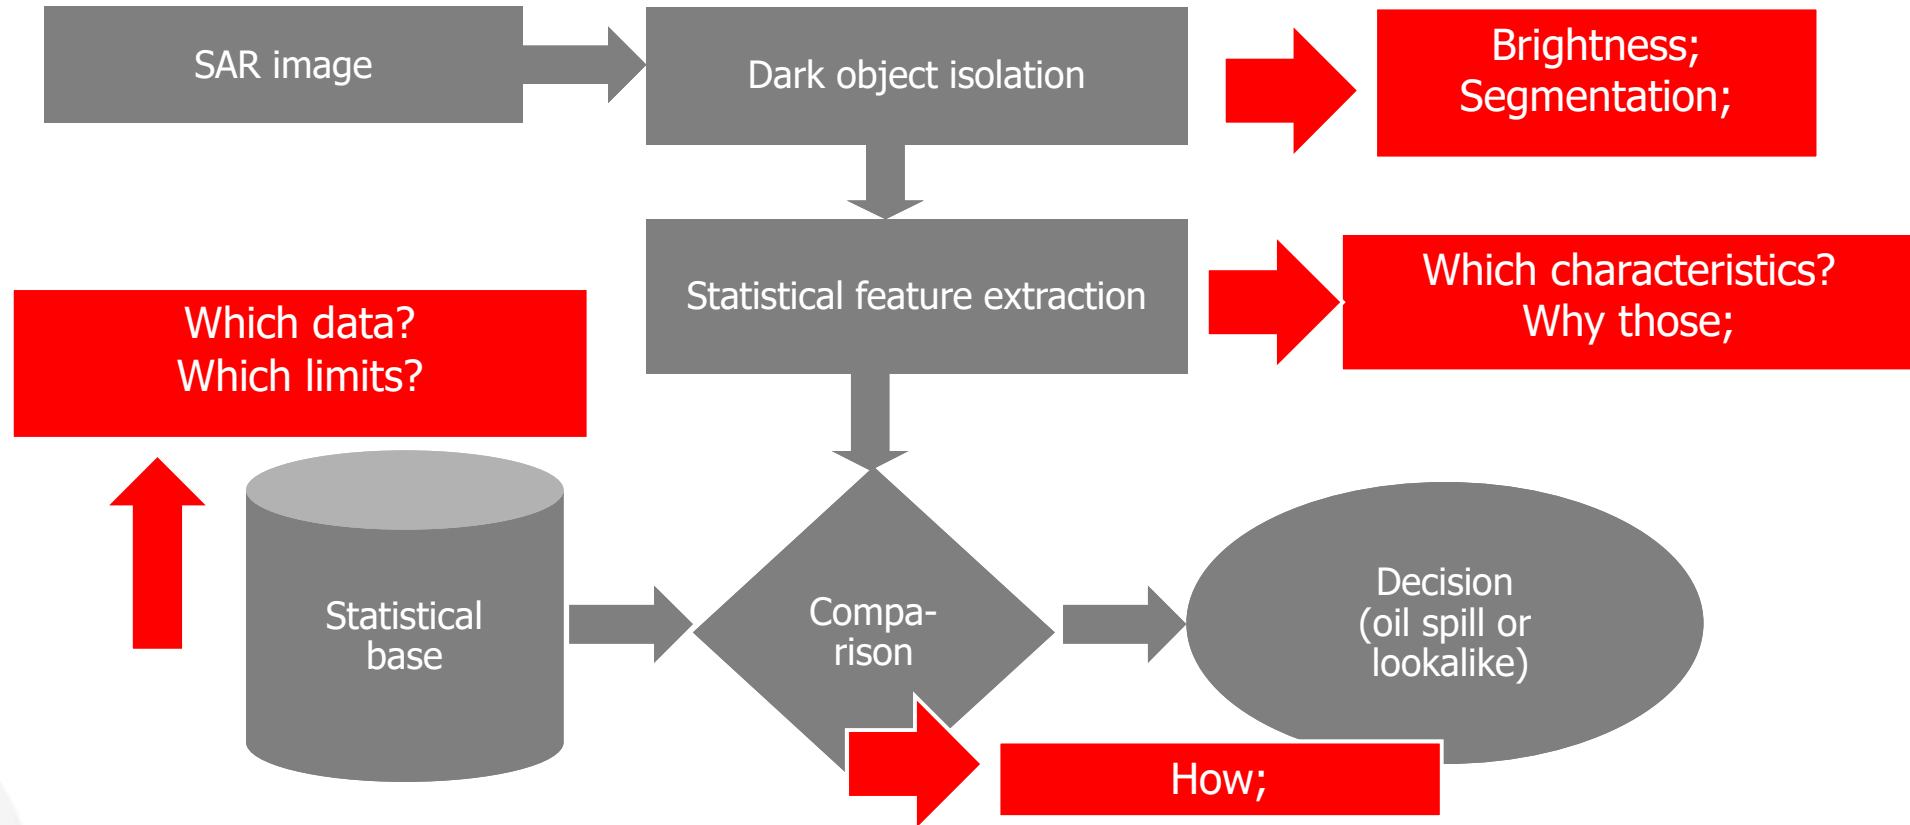 SAR image
Dark object isolation
Brightness;
Segmentation;
Statistical feature extraction
Which characteristics?
Why those;
Which data?
Which limits?
Statistical
base
Compa-
rison
Decision
(oil spill or
lookalike)
How;